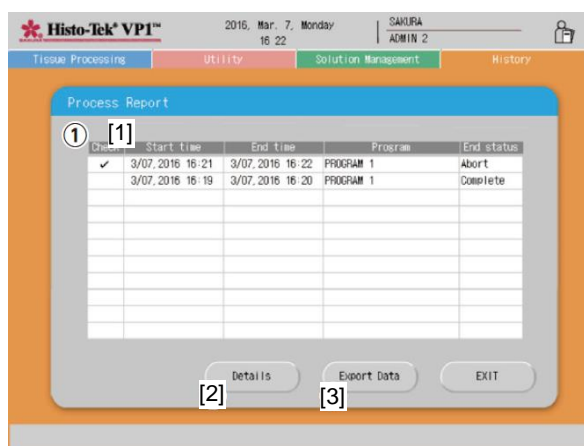 Histo-Tek® VP1™
2016, Mar. 7, Monday
16 22
SAKURA
ADMIN 2
Tissue Processing Utility Solution Management History
Process Report
① [1]
Check Start time End time Program End status
✓ 3/07,2016 16:21 3/07,2016 16:22 PROGRAM 1 Abort
3/07,2016 16:19 3/07,2016 16:20 PROGRAM 1 Complete
Details Export Data EXIT
[2] [3]